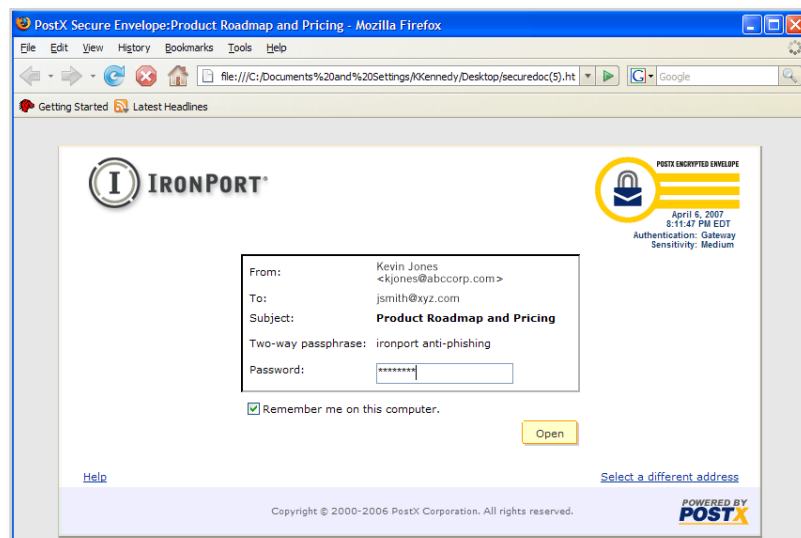 PostX Secure Envelope:Product Roadmap and Pricing - Mozilla Firefox
File Edit View History Bookmarks Tools Help
file:///C:/Documents%20and%20Settings/KKennedy/Desktop/securedoc(5).ht
G Google
Getting Started Latest Headlines
I IRONPORT®
POSTX ENCRYPTED ENVELOPE
April 6, 2007
8:11:47 PM EDT
Authentication: Gateway
Sensitivity: Medium
From: Kevin Jones
<kjones@abccorp.com>
To: jsmith@xyz.com
Subject: Product Roadmap and Pricing
Two-way passphrase: ironport anti-phishing
Password: ********
Remember me on this computer.
Open
Help Select a different address
Copyright © 2000-2006 PostX Corporation. All rights reserved.
POWERED BY
POSTX